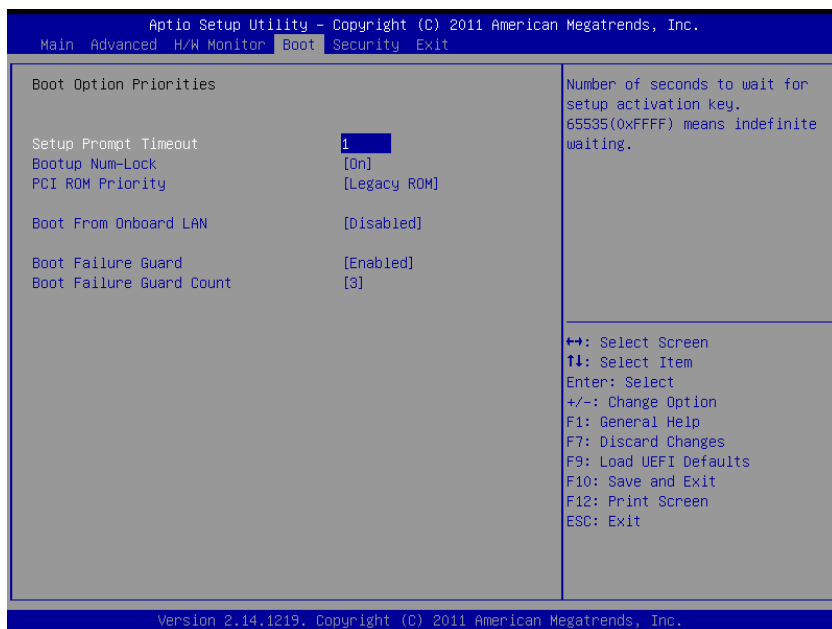 Aptio Setup Utility – Copyright (C) 2011 American Megatrends, Inc.
Main Advanced H/W Monitor Boot Security Exit
Boot Option Priorities
Setup Prompt Timeout 1
Bootup Num-Lock [On]
PCI ROM Priority [Legacy ROM]
Boot From Onboard LAN [Disabled]
Boot Failure Guard [Enabled]
Boot Failure Guard Count [3]
Number of seconds to wait for
setup activation key.
65535(0xFFFF) means indefinite
waiting.
↔: Select Screen
↑↓: Select Item
Enter: Select
+/-: Change Option
F1: General Help
F7: Discard Changes
F9: Load UEFI Defaults
F10: Save and Exit
F12: Print Screen
ESC: Exit
Version 2.14.1219. Copyright (C) 2011 American Megatrends, Inc.